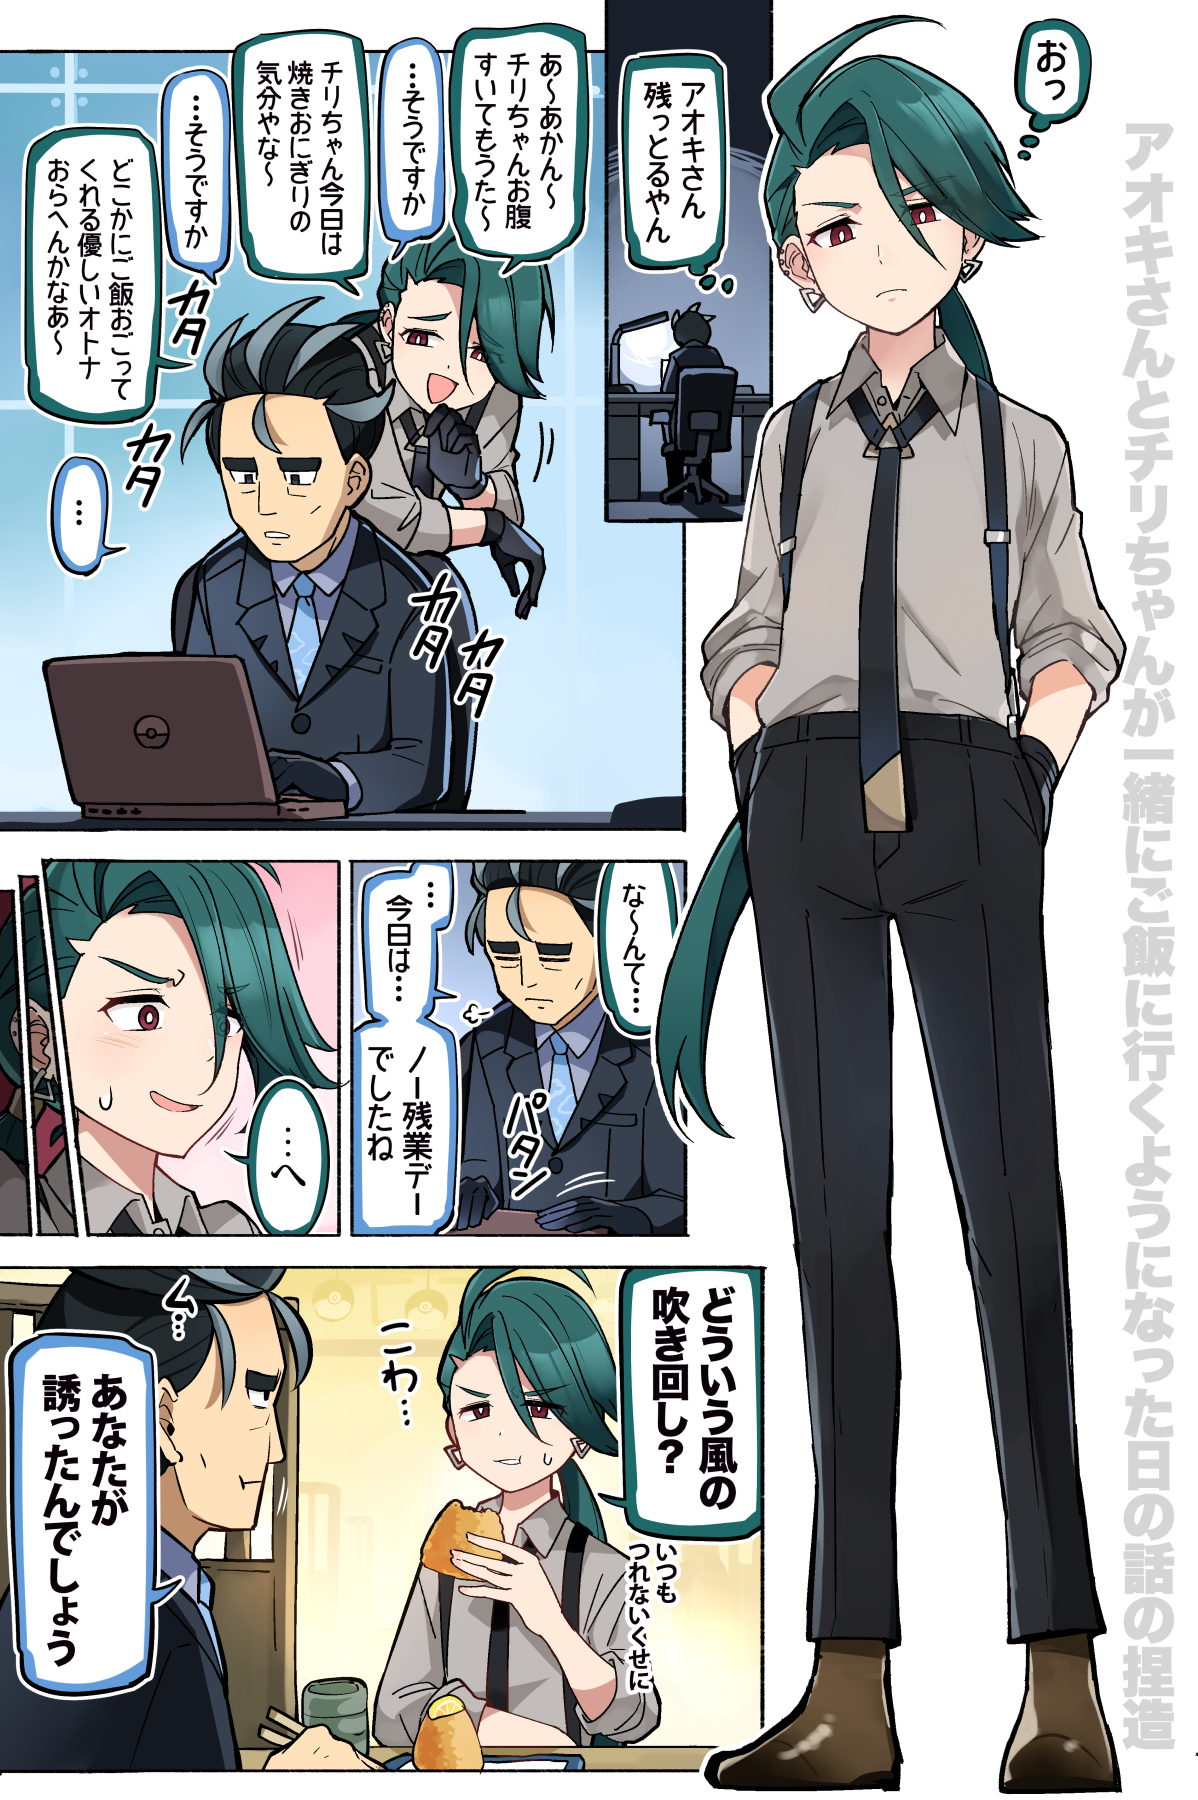 アオキさんとチリちゃんが一緒にご飯に行くようになった日の話の捏造
おっ
アオキさん
残っとるやん
あ〜あかん〜
チリちゃんお腹
すいてもうた〜
…そうですか
チリちゃん今日は
焼きおにぎりの
気分やな〜
…そうですか
どこかにご飯おごって
くれる優しいオトナ
おらへんかなあ〜
…
カタ
カタ
カタ
カタ
な〜んて…
…
今日は…
ノー残業デー
でしたね
パタン
…へ
どういう風の
吹き回し?
いつも
つれないくせに
こわ…
ム…
あなたが
誘ったんでしょう